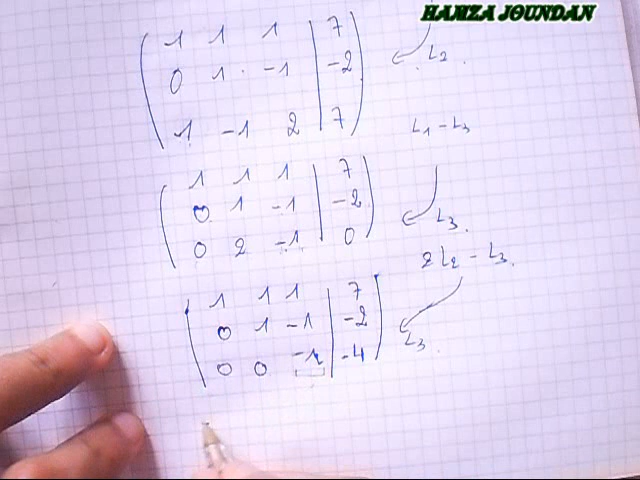 HAMZA JOUNDAN
1 1 1 | 7
0 1 -1 | -2 L2
1 -1 2 | 7 L1 - L3
1 1 1 | 7
0 1 -1 | -2 L3
0 2 -1 | 0 2L2 - L3
1 1 1 | 7
0 1 -1 | -2 L3
0 0 | -4